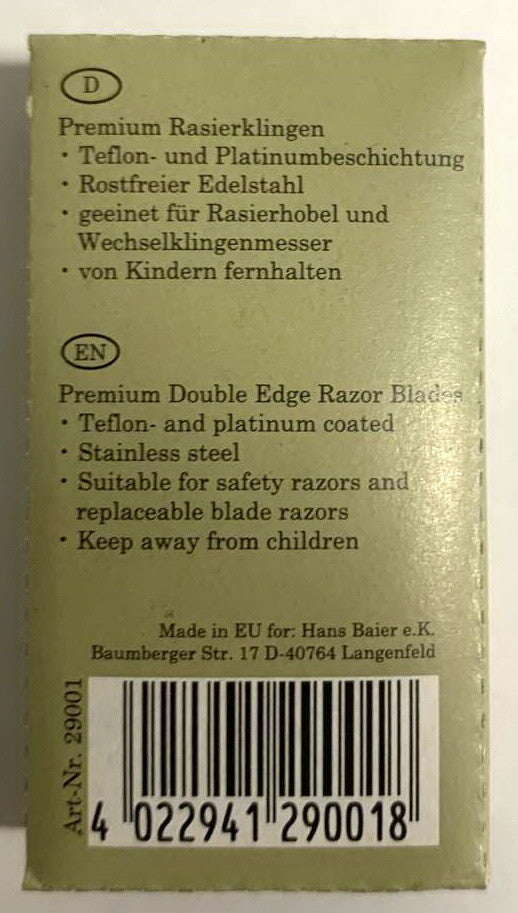 D
Premium Rasierklingen
• Teflon- und Platinumbeschichtung
• Rostfreier Edelstahl
• geeinet für Rasierhobel und
Wechselklingenmesser
• von Kindern fernhalten
EN
Premium Double Edge Razor Blades
• Teflon- and platinum coated
• Stainless steel
• Suitable for safety razors and
replaceable blade razors
• Keep away from children
Made in EU for: Hans Baier e.K.
Baumberger Str. 17 D-40764 Langenfeld
Art-Nr. 29001
4 022941 290018